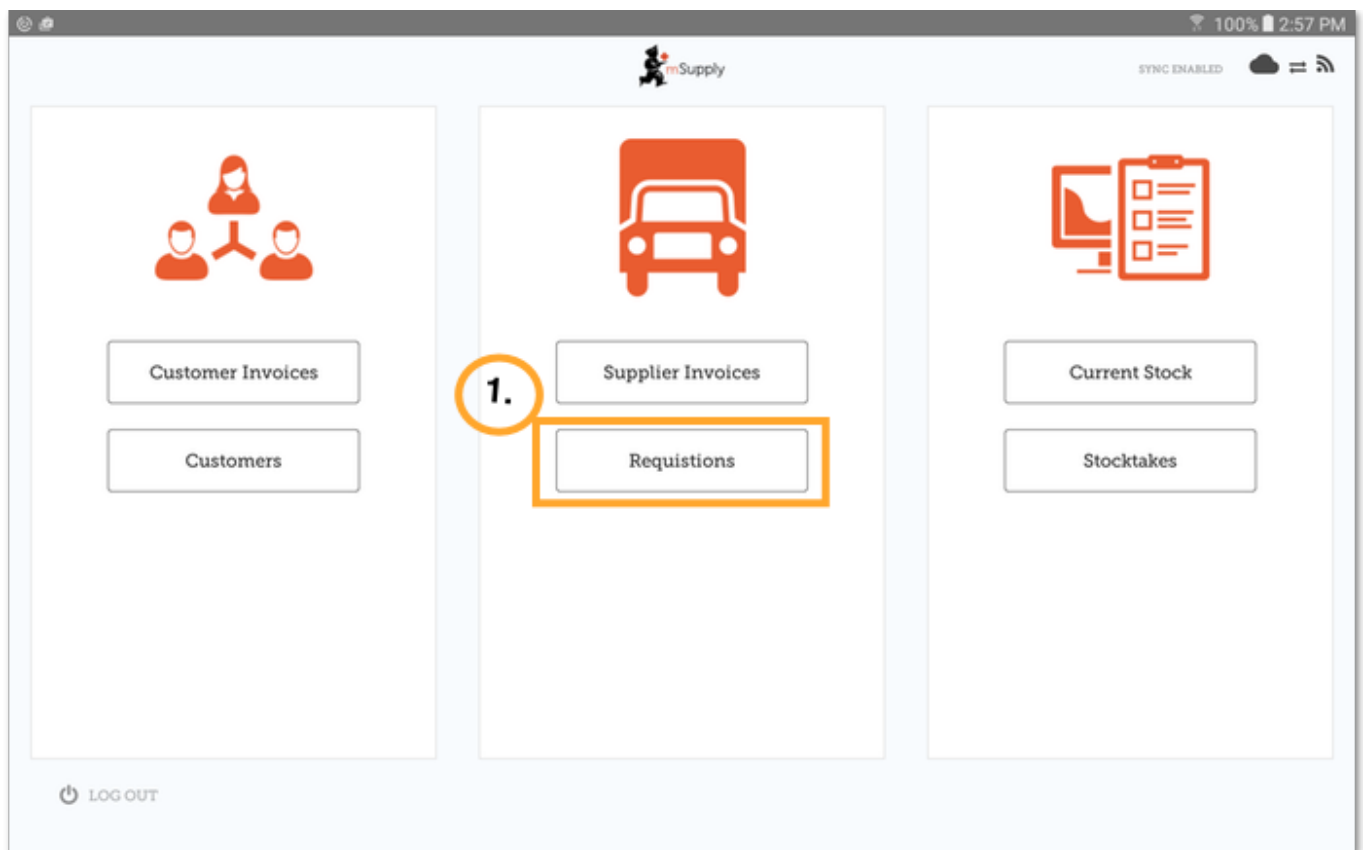 100% 2:57 PM
mSupply
SYNC ENABLED
Customer Invoices
Customers
1.
Supplier Invoices
Requistions
Current Stock
Stocktakes
LOG OUT